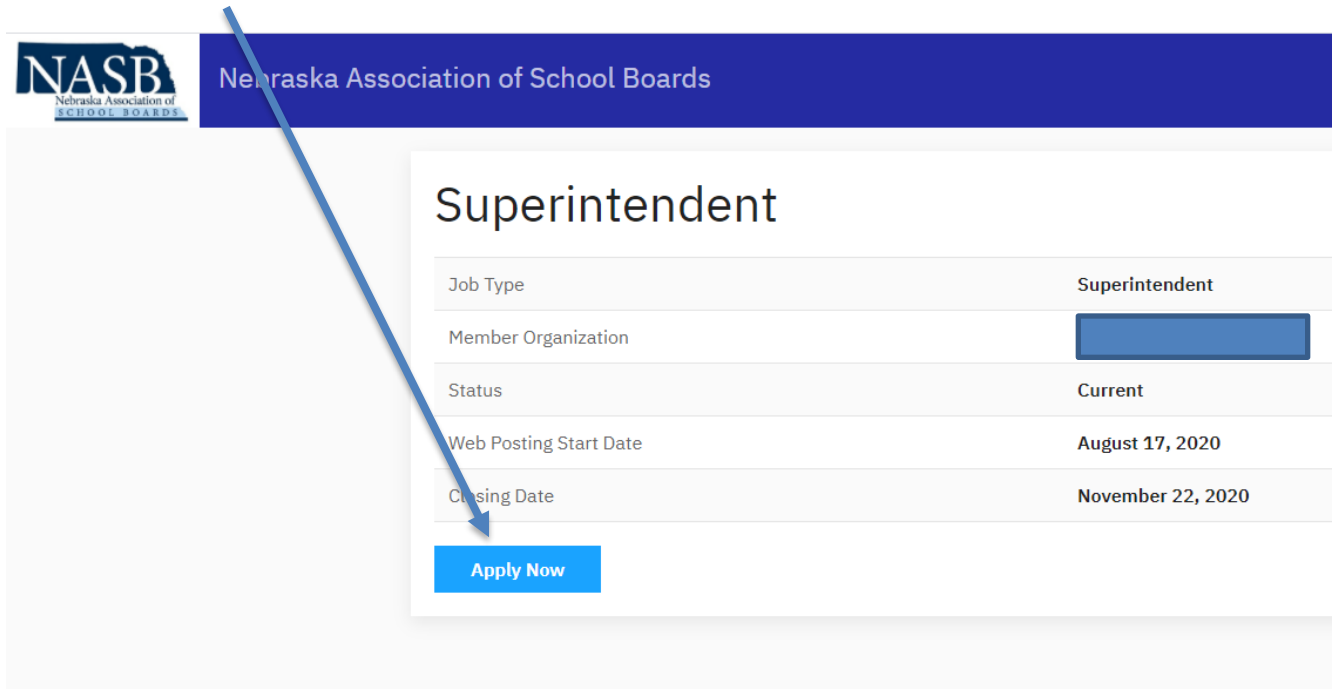 NASB
Nebraska Association of
SCHOOL BOARDS
Nebraska Association of School Boards
Superintendent
Job Type Superintendent
Member Organization
Status Current
Web Posting Start Date August 17, 2020
Closing Date November 22, 2020
Apply Now